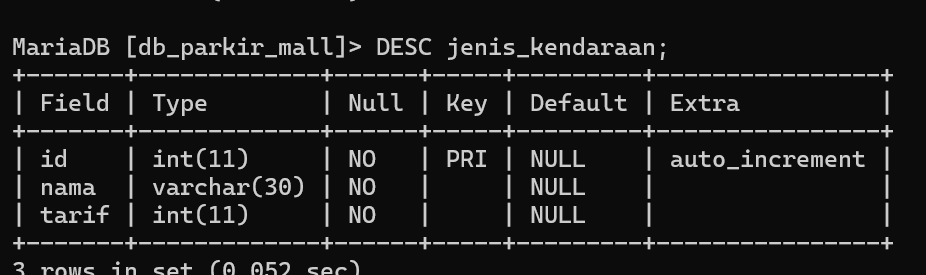 MariaDB [db_parkir_mall]> DESC jenis_kendaraan;
+-------+-------------+------+-----+---------+----------------+
| Field | Type        | Null | Key | Default | Extra          |
+-------+-------------+------+-----+---------+----------------+
| id    | int(11)     | NO   | PRI | NULL    | auto_increment |
| nama  | varchar(30) | NO   |     | NULL    |                |
| tarif | int(11)     | NO   |     | NULL    |                |
+-------+-------------+------+-----+---------+----------------+
3 rows in set (0.052 sec)